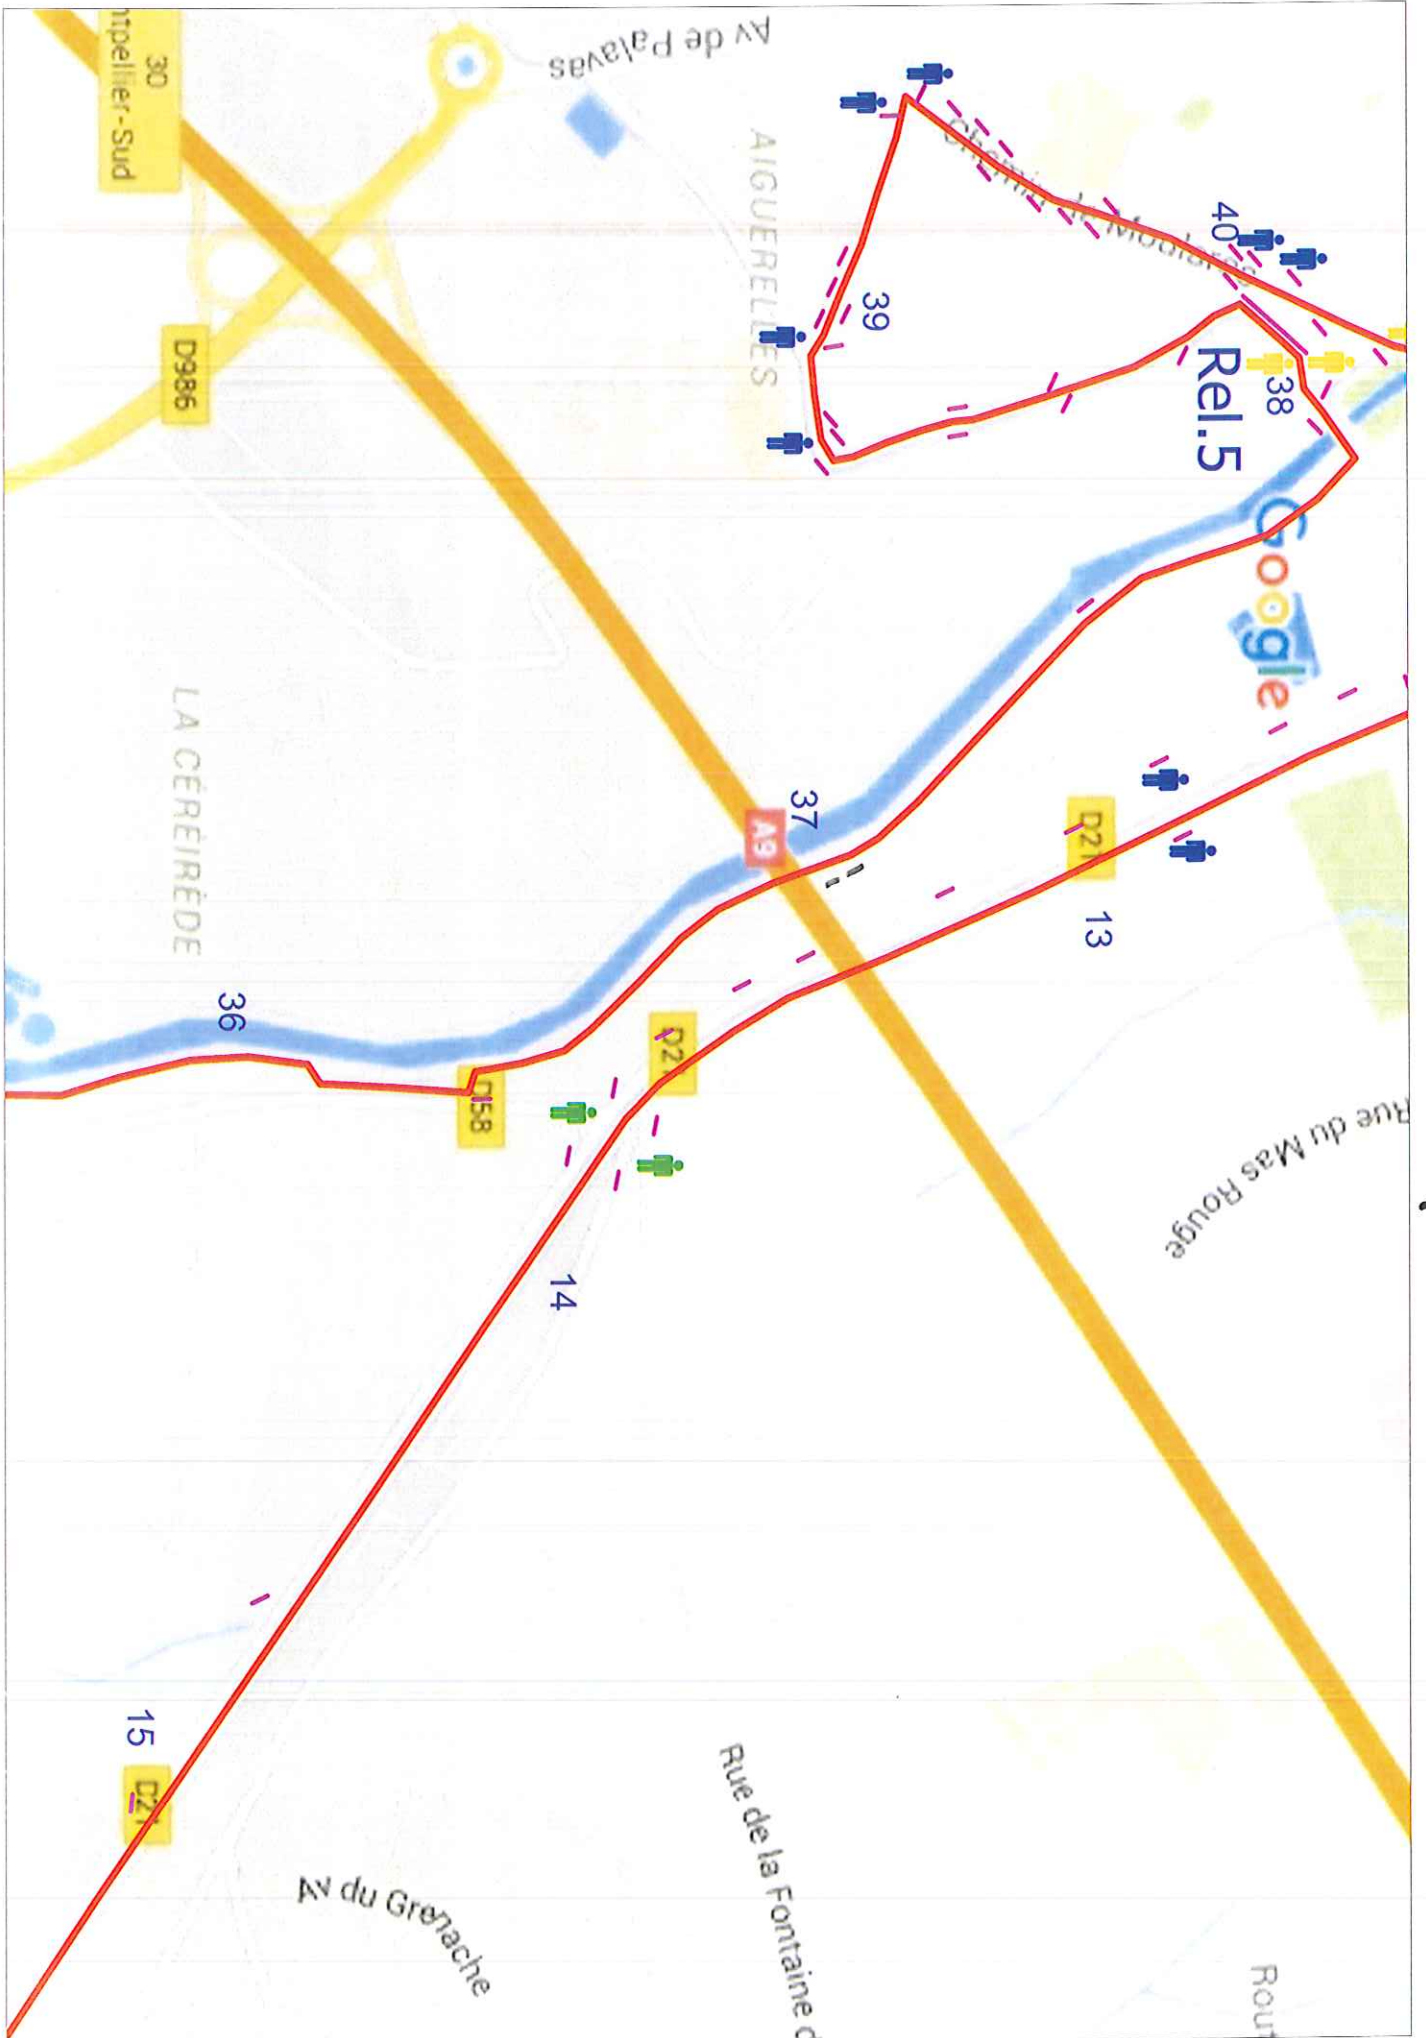 30
ntpellier-Sud
Av de Palavas
AIGUERELLES
Chemin de Moularès
40
39
38
Rel.5
D986
Google
LA CÉREIRÈDE
37
A9
D21
13
36
D21
D58
Rue du Mas Rouge
14
15
D21
Av du Grenache
Rue de la Fontaine d
Rout